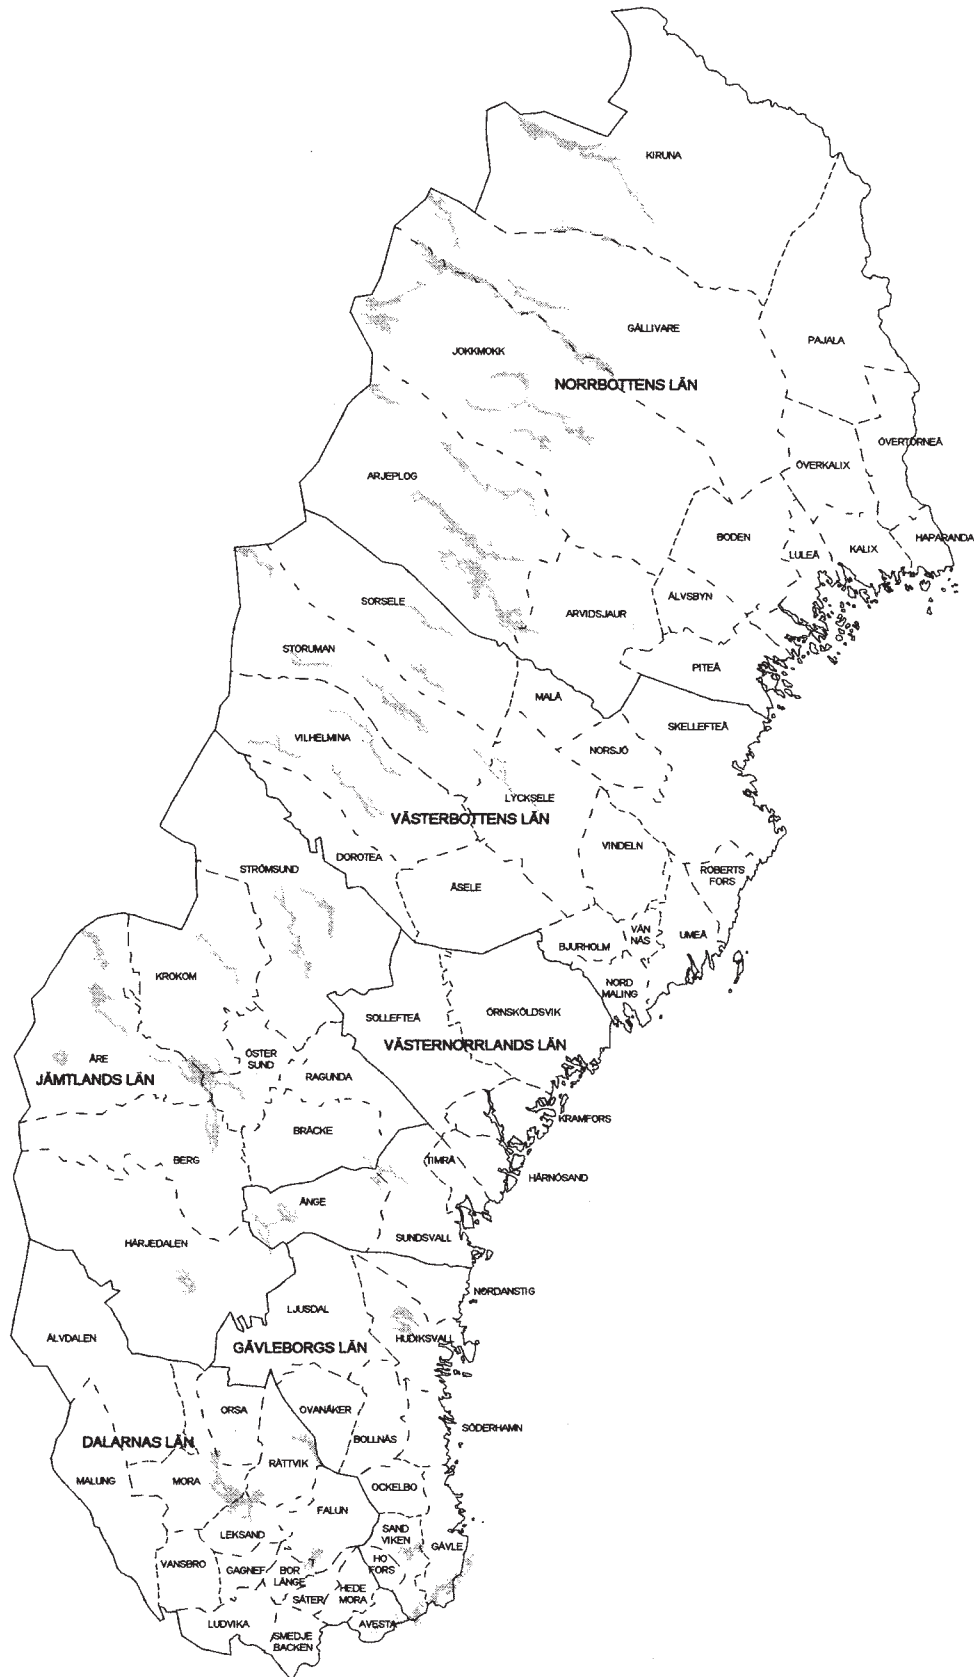 KIRUNA
GÄLLIVARE
PAJALA
JOKKMOKK
NORRBOTTENS LÄN
ÖVERTORNEÅ
ÖVERKALIX
ARJEPLOG
BODEN
HAPARANDA
LULEÅ
KALIX
ÄLVSBYN
SORSELE
ARVIDSJAUR
STORUMAN
PITEÅ
MALÅ
SKELLEFTEÅ
VILHELMINA
NORSJÖ
LYCKSELE
VÄSTERBOTTENS LÄN
VINDELN
DOROTEA
STRÖMSUND
ROBERTS
FORS
ÅSELE
VÄN
NÄS
UMEÅ
BJURHOLM
KROKOM
NORD
MALING
SOLLEFTEÅ
ÖRNSKÖLDSVIK
VÄSTERNORRLANDS LÄN
ÅRE
ÖSTER
SUND
JÄMTLANDS LÄN
RAGUNDA
KRAMFORS
BRÄCKE
BERG
TIMRÅ
HÄRNÖSAND
ÅNGE
SUNDSVALL
HÄRJEDALEN
NORDANSTIG
LJUSDAL
ÄLVDALEN
HUDIKSVALL
GÄVLEBORGS LÄN
ORSA
OVANÅKER
SÖDERHAMN
DALARNAS LÄN
BOLLNÄS
RÄTTVIK
MALUNG
MORA
OCKELBO
FALUN
LEKSAND
SAND
VIKEN
GÄVLE
VANSBRO
GAGNEF
BOR
LÄNGE
HO
FORS
SÄTER
HEDE
MORA
LUDVIKA
AVESTA
SMEDJE
BACKEN